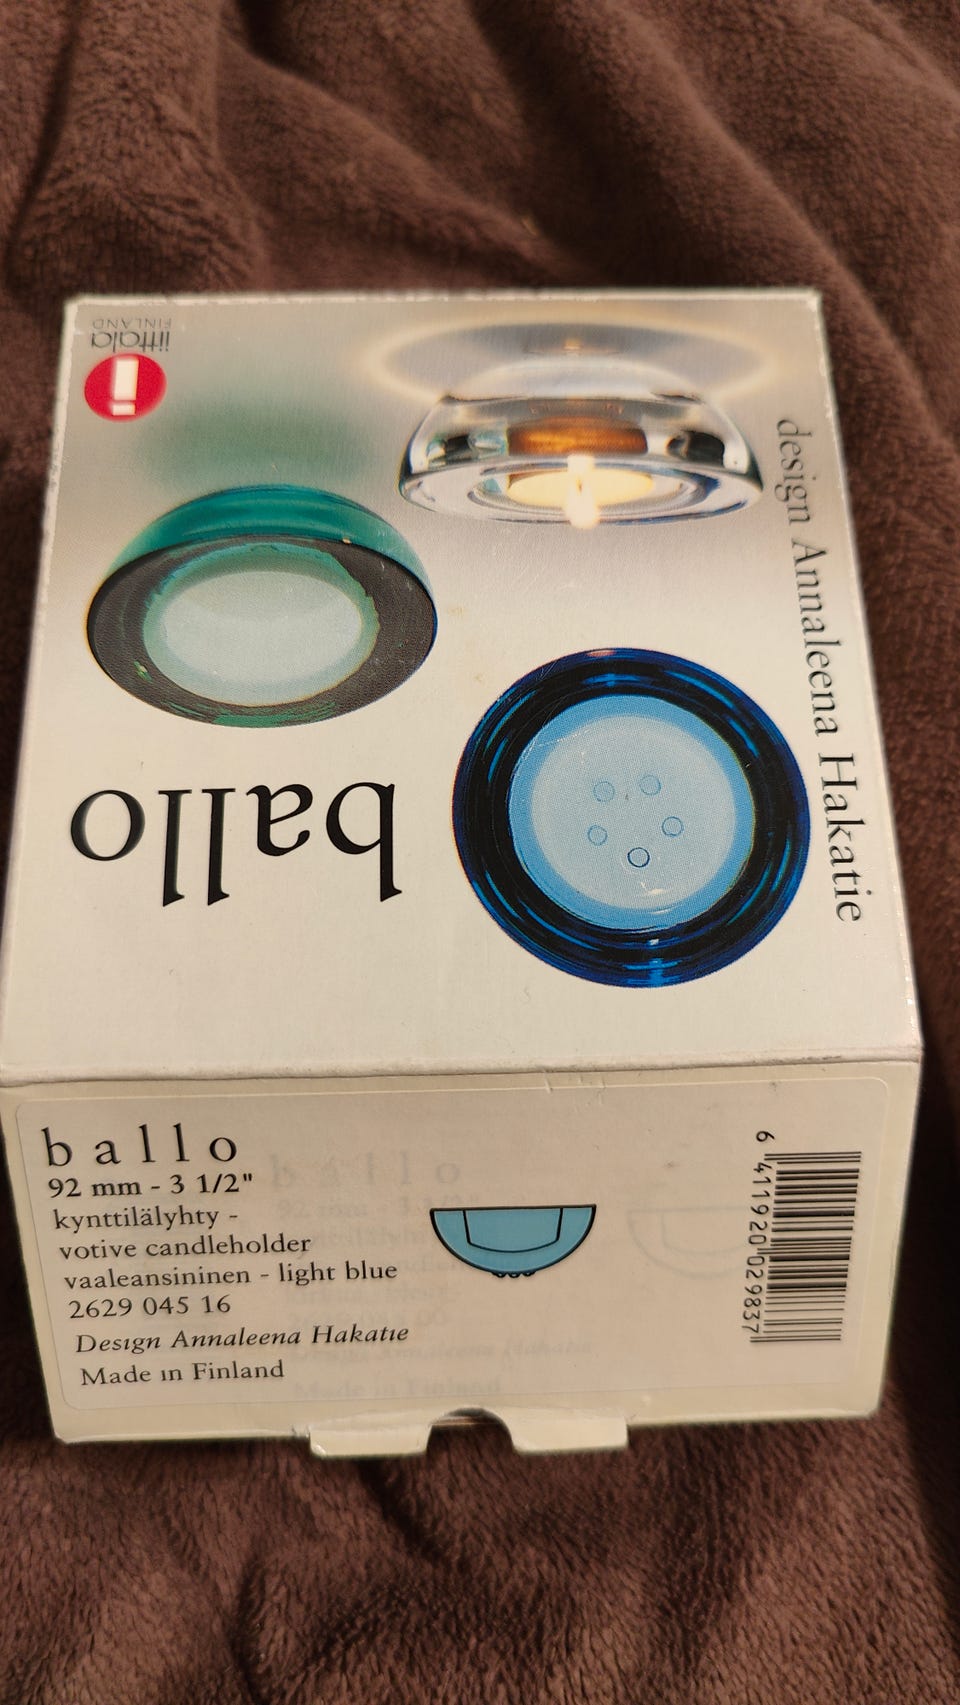 iittala
FINLAND
design Annaleena Hakatie
ballo
ballo
92 mm - 3 1/2"
kynttilälyhty -
votive candleholder
vaaleansininen - light blue
2629 045 16
Design Annaleena Hakatie
Made in Finland
6 411920 029837